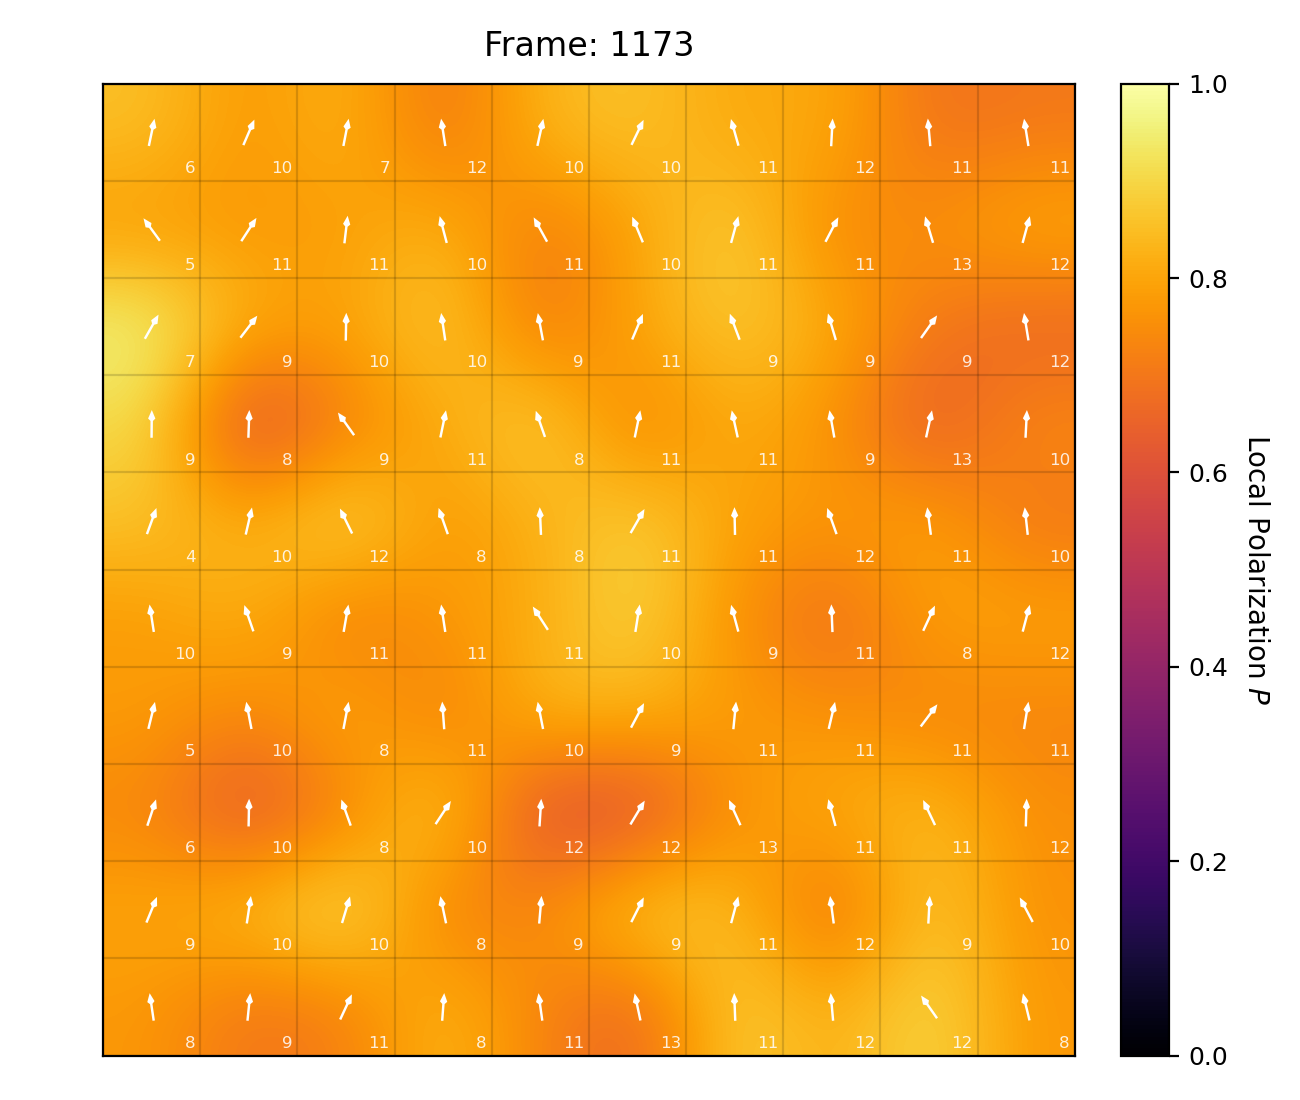 Frame: 1173
6 10 7 12 10 10 11 12 11 11
5 11 11 10 11 10 11 11 13 12
7 9 10 10 9 11 9 9 9 12
9 8 9 11 8 11 11 9 13 10
4 10 12 8 8 11 11 12 11 10
10 9 11 11 11 10 9 11 8 12
5 10 8 11 10 9 11 11 11 11
6 10 8 10 12 12 13 11 11 12
9 10 10 8 9 9 11 12 9 10
8 9 11 8 11 13 11 12 12 8
1.0
0.8
0.6
0.4
0.2
0.0
Local Polarization P